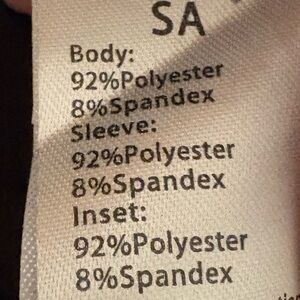 SA
Body:
92%Polyester
8%Spandex
Sleeve:
92%Polyester
8%Spandex
Inset:
92%Polyester
8%Spandex